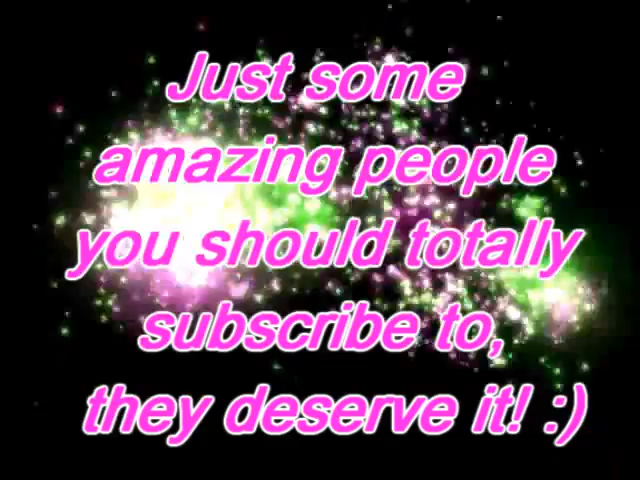 Just some
amazing people
you should totally
subscribe to,
they deserve it! :)